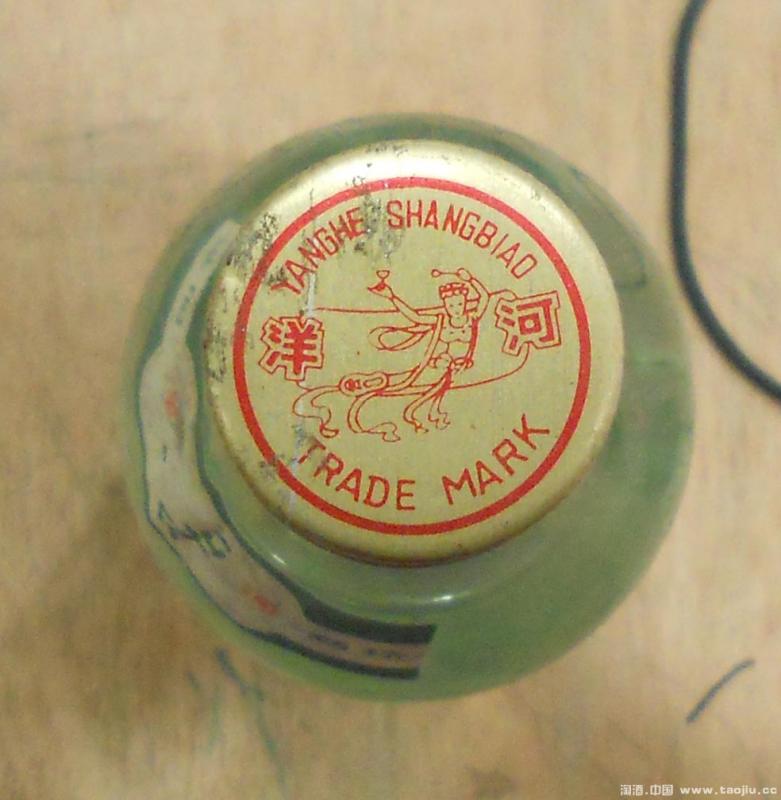 YANGHE SHANGBIAO
洋 河
TRADE MARK
淘酒.中国 www.taojiu.cc